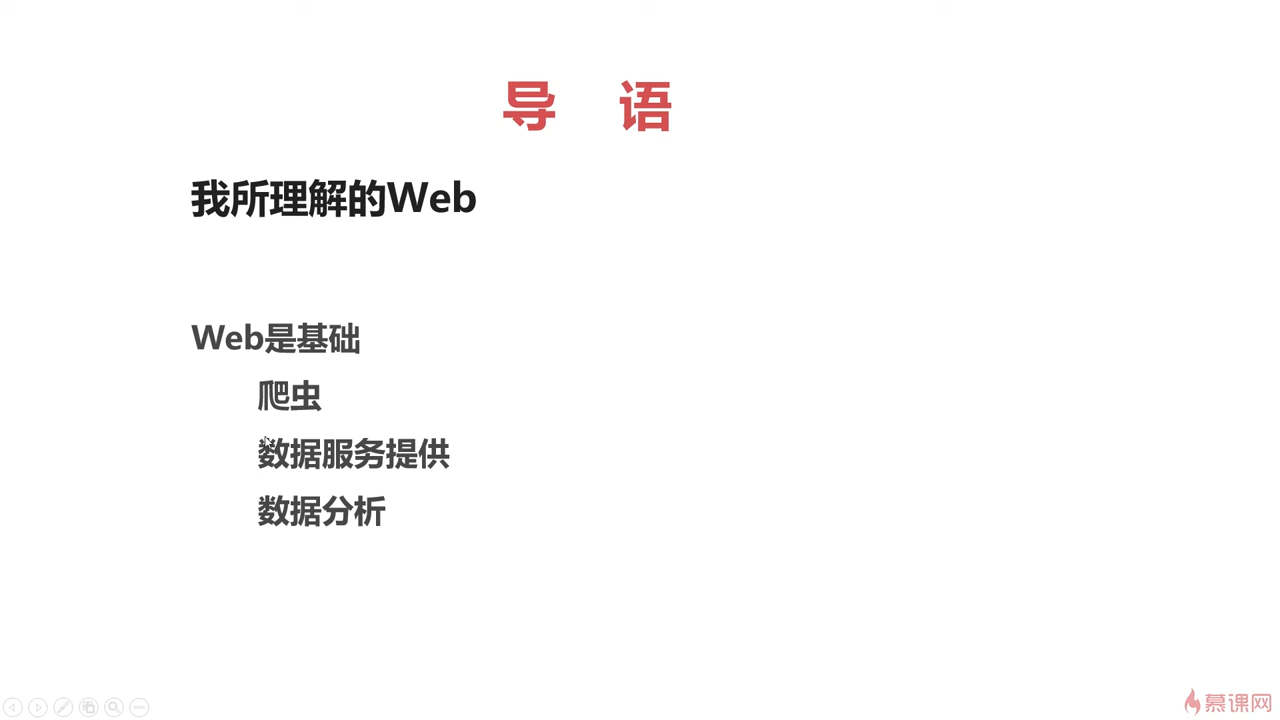 导 语
我所理解的Web
Web是基础
爬虫
数据服务提供
数据分析
慕课网